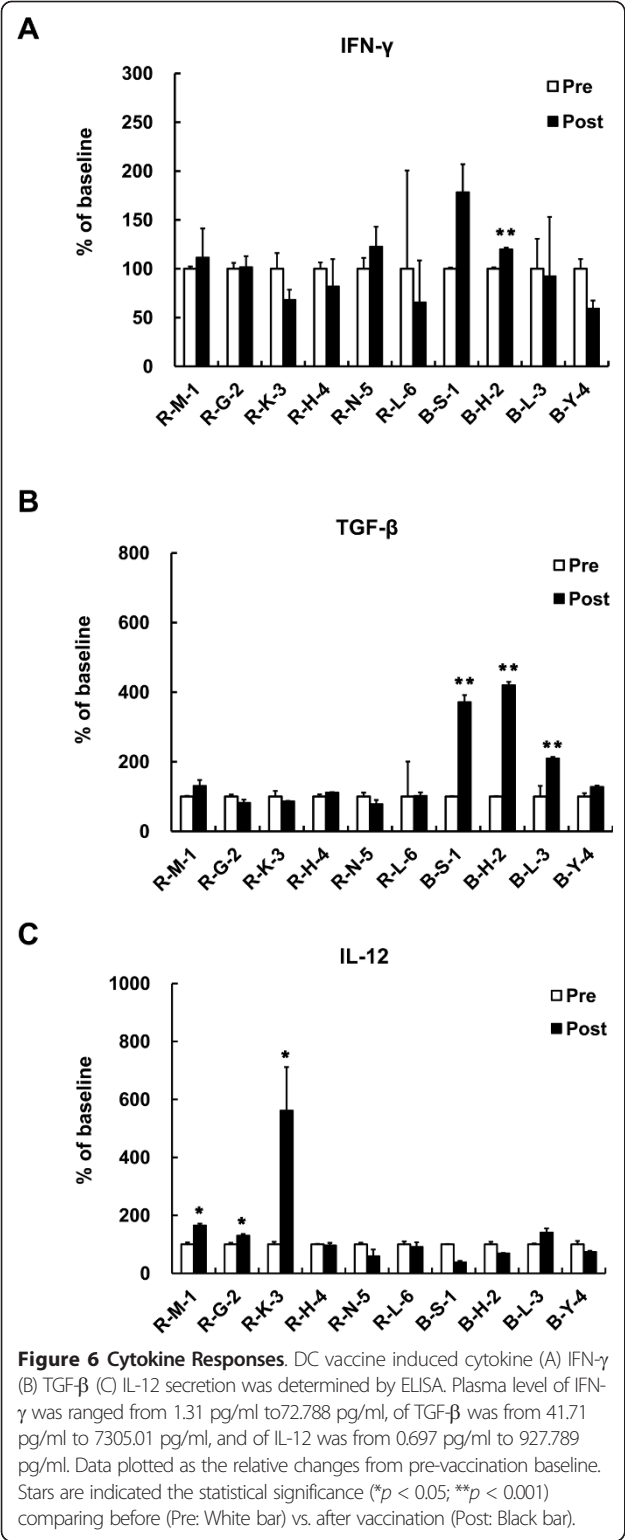 A
IFN-γ
300
250
200
150
100
50
0
% of baseline
Pre
Post
**
R-M-1
R-G-2
R-K-3
R-H-4
R-N-5
R-L-6
B-S-1
B-H-2
B-L-3
B-Y-4
B
TGF-β
800
600
400
200
0
% of baseline
Pre
Post
**
**
**
R-M-1
R-G-2
R-K-3
R-H-4
R-N-5
R-L-6
B-S-1
B-H-2
B-L-3
B-Y-4
C
IL-12
1000
800
600
400
200
0
% of baseline
Pre
Post
*
*
*
R-M-1
R-G-2
R-K-3
R-H-4
R-N-5
R-L-6
B-S-1
B-H-2
B-L-3
B-Y-4
Figure 6 Cytokine Responses. DC vaccine induced cytokine (A) IFN-γ
(B) TGF-β (C) IL-12 secretion was determined by ELISA. Plasma level of IFN-
γ was ranged from 1.31 pg/ml to72.788 pg/ml, of TGF-β was from 41.71
pg/ml to 7305.01 pg/ml, and of IL-12 was from 0.697 pg/ml to 927.789
pg/ml. Data plotted as the relative changes from pre-vaccination baseline.
Stars are indicated the statistical significance (*p < 0.05; **p < 0.001)
comparing before (Pre: White bar) vs. after vaccination (Post: Black bar).